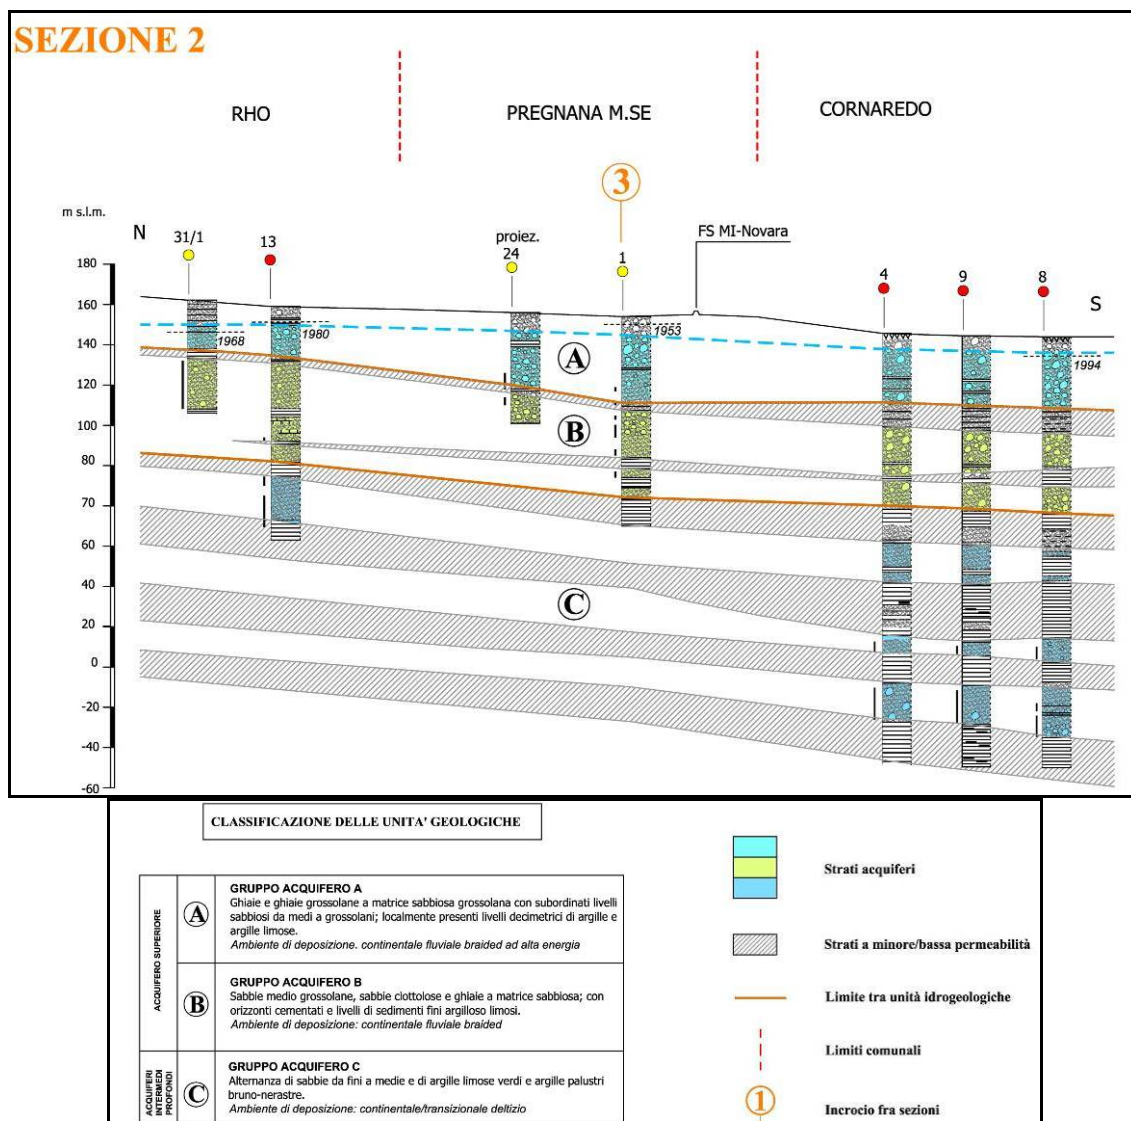 SEZIONE 2
RHO
PREGNANA M.SE
CORNAREDO
3
m s.l.m.
N
31/1
13
proiez.
24
1
FS MI-Novara
4
9
8
S
180
160
140
120
100
80
70
60
40
20
0
-20
-40
-60
1968
1980
1953
1994
A
B
C
CLASSIFICAZIONE DELLE UNITA' GEOLOGICHE
ACQUIFERO SUPERIORE
A
GRUPPO ACQUIFERO A
Ghiaie e ghiaie grossolane a matrice sabbiosa grossolana con subordinati livelli
sabbiosi da medi a grossolani; localmente presenti livelli decimetrici di argille e
argille limose.
Ambiente di deposizione. continentale fluviale braided ad alta energia
B
GRUPPO ACQUIFERO B
Sabbie medio grossolane, sabbie ciottolose e ghiaie a matrice sabbiosa; con
orizzonti cementati e livelli di sedimenti fini argilloso limosi.
Ambiente di deposizione: continentale fluviale braided
ACQUIFERI
INTERMEDI
PROFONDI
C
GRUPPO ACQUIFERO C
Alternanza di sabbie da fini a medie e di argille limose verdi e argille palustri
bruno-nerastre.
Ambiente di deposizione: continentale/transizionale deltizio
Strati acquiferi
Strati a minore/bassa permeabilità
Limite tra unità idrogeologiche
Limiti comunali
1
Incrocio fra sezioni